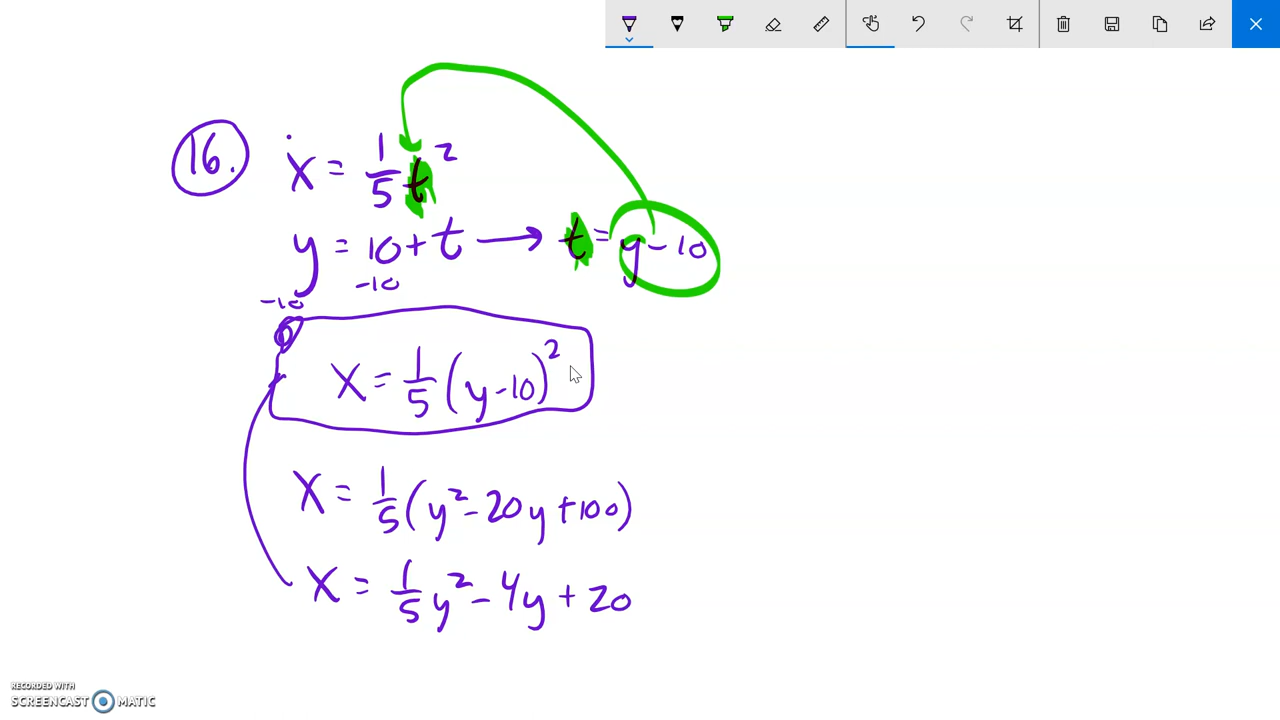 16. x = 1/5 t²
y = 10 + t → t = y - 10
-10 -10
x = 1/5 (y - 10)²
x = 1/5 (y² - 20y + 100)
x = 1/5 y² - 4y + 20
RECORDED WITH
SCREENCAST MATIC